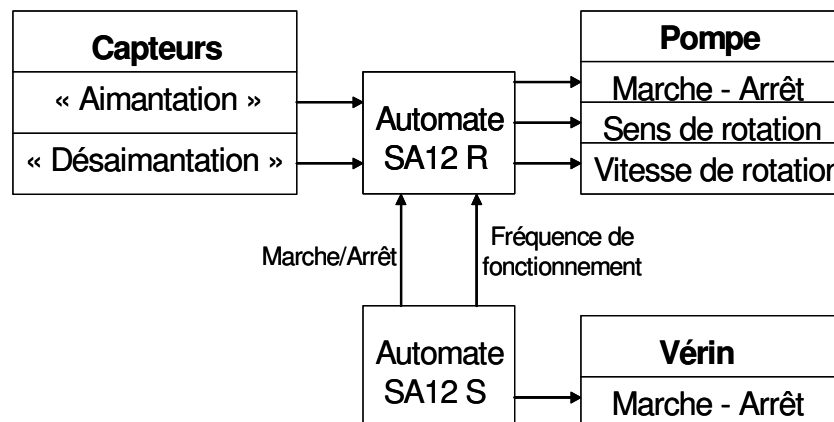 Capteurs
« Aimantation »
« Désaimantation »
Automate
SA12 R
Pompe
Marche - Arrêt
Sens de rotation
Vitesse de rotation
Marche/Arrêt
Fréquence de
fonctionnement
Automate
SA12 S
Vérin
Marche - Arrêt